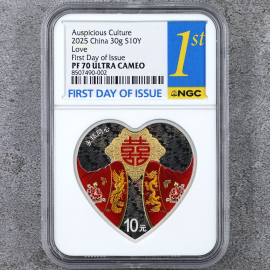 Auspicious Culture
2025 China 30g S10Y
Love
First Day of Issue
PF 70 ULTRA CAMEO
8507490-002
1st
FIRST DAY OF ISSUE
NGC
囍
10元